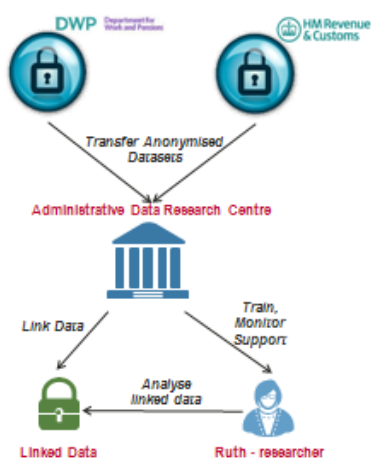 DWP
Department for
Work and Pensions
HM Revenue
& Customs
Transfer Anonymised
Datasets
Administrative Data Research Centre
Link Data
Train,
Monitor
Support
Analyse
linked data
Linked Data
Ruth - researcher